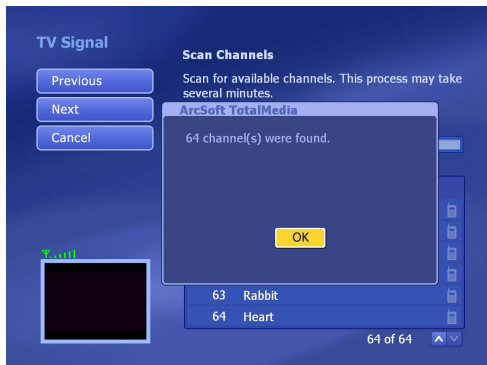 TV Signal
Previous
Next
Cancel
Scan Channels
Scan for available channels. This process may take
several minutes.
ArcSoft TotalMedia
64 channel(s) were found.
OK
63 Rabbit
64 Heart
64 of 64